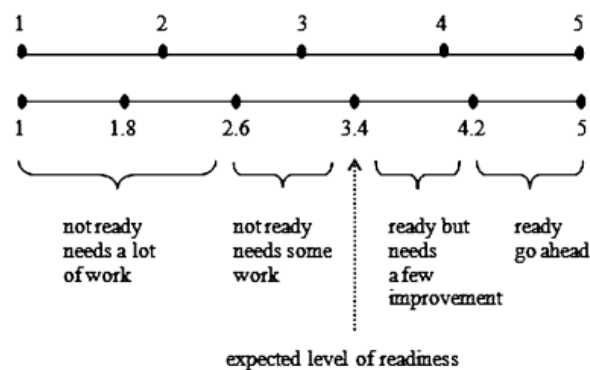 1 2 3 4 5
1 1.8 2.6 3.4 4.2 5
not ready
needs a lot
of work
not ready
needs some
work
ready but
needs
a few
improvement
ready
go ahead
expected level of readiness